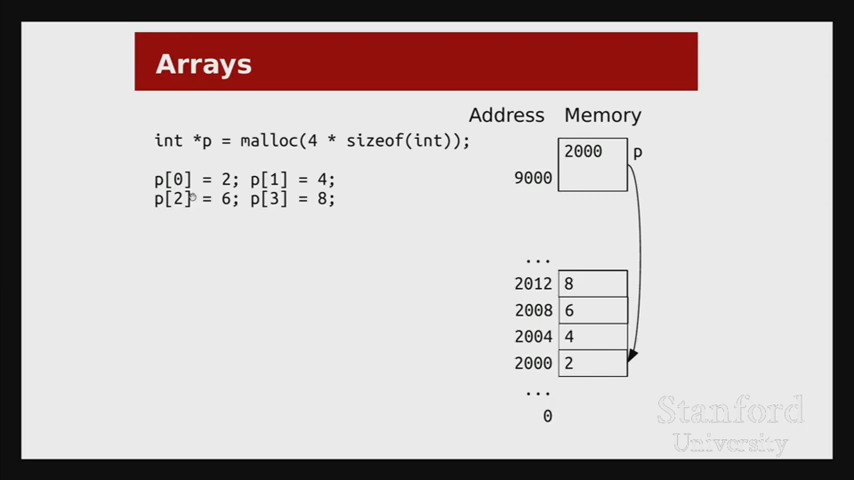 Arrays
Address Memory
int *p = malloc(4 * sizeof(int));
2000 p
9000
p[0] = 2; p[1] = 4;
p[2] = 6; p[3] = 8;
...
2012 8
2008 6
2004 4
2000 2
...
0
Stanford
University